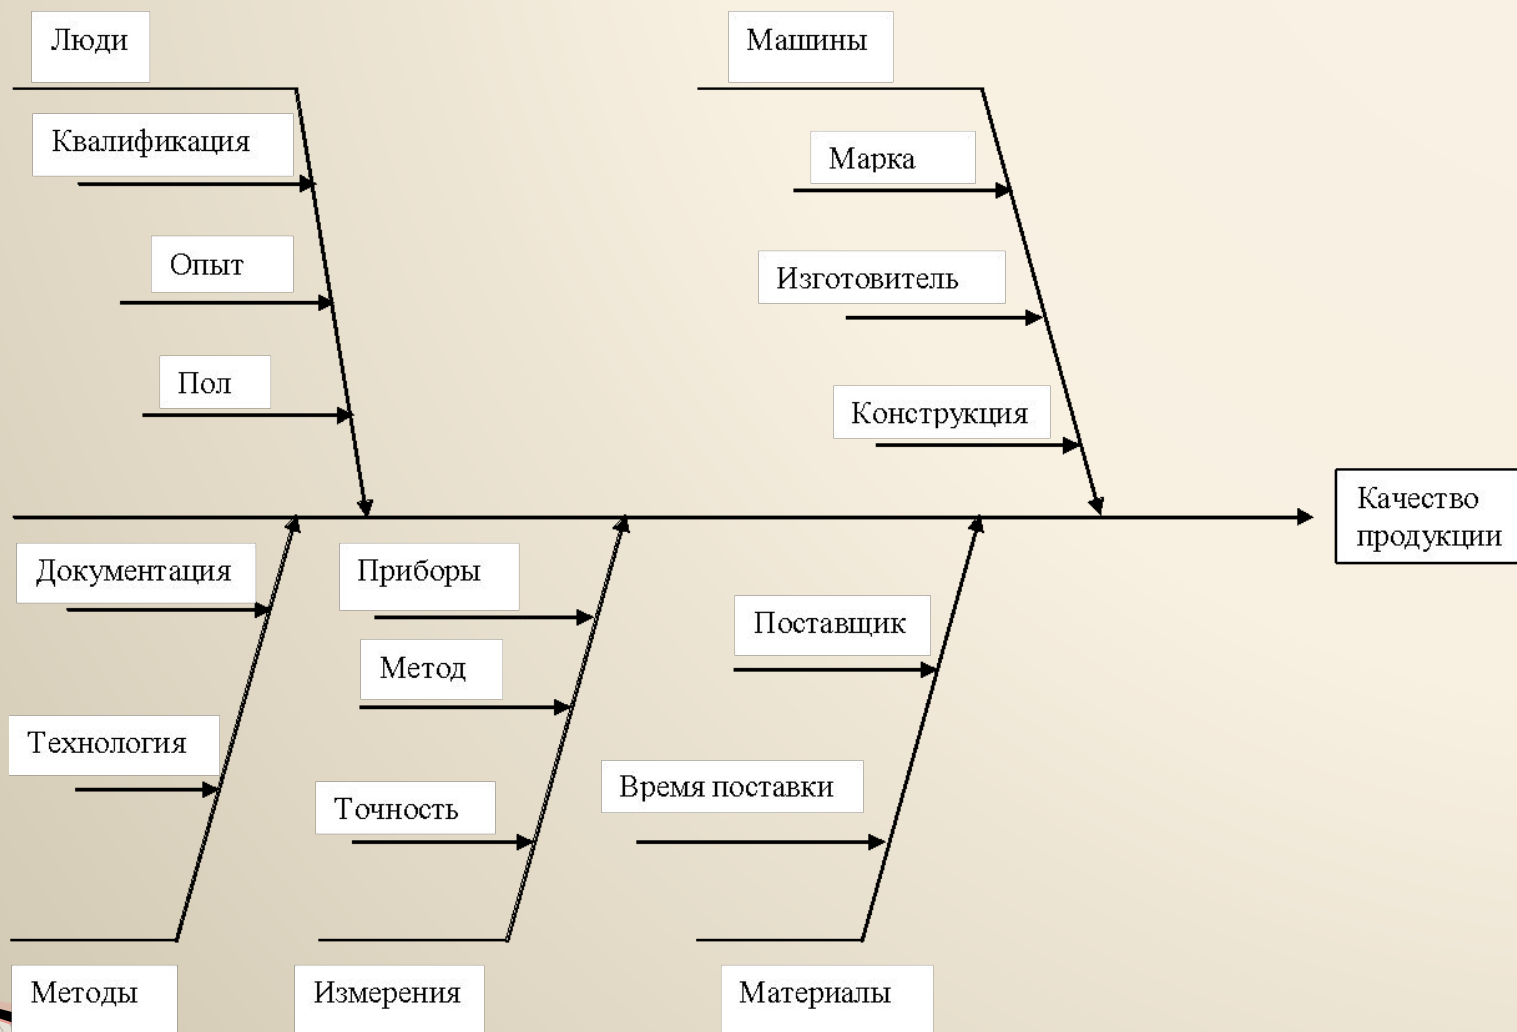 Люди
Машины
Квалификация
Марка
Опыт
Изготовитель
Пол
Конструкция
Качество
продукции
Документация
Приборы
Поставщик
Метод
Технология
Время поставки
Точность
Методы
Измерения
Материалы